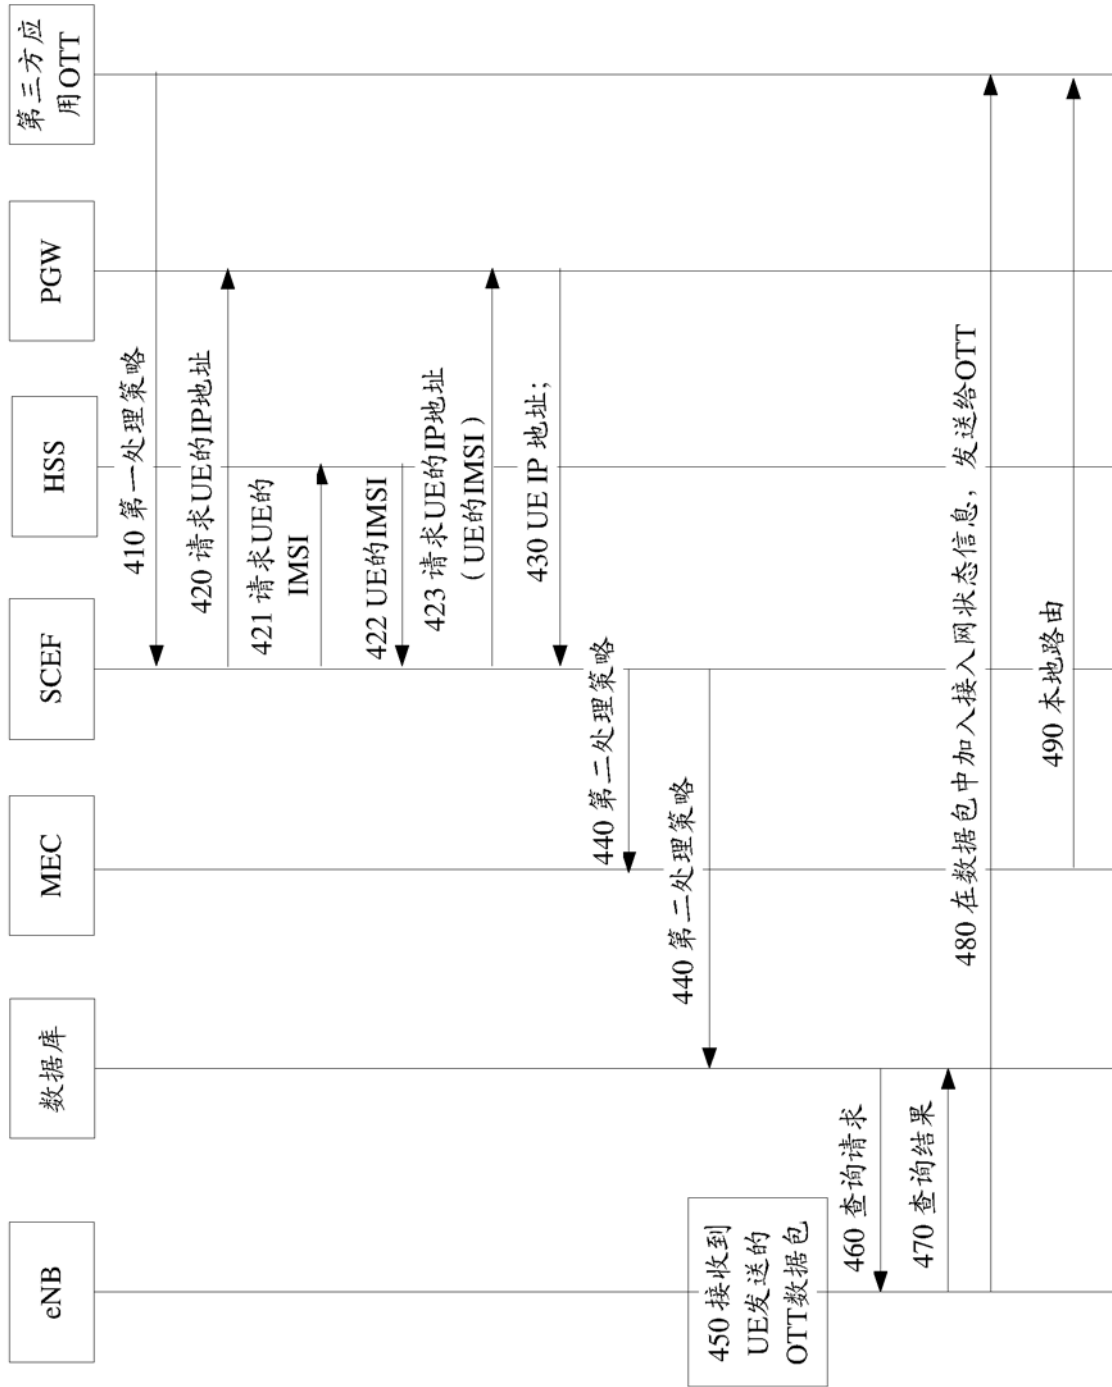 eNB
数据库
MEC
SCEF
HSS
PGW
第三方应
用OTT
410 第一处理策略
420 请求UE的IP地址
421 请求UE的
IMSI
422 UE的IMSI
423 请求UE的IP地址
（UE的IMSI）
430 UE IP 地址；
440 第二处理策略
440 第二处理策略
450 接收到
UE发送的
OTT数据包
460 查询请求
470 查询结果
480 在数据包中加入接入网状态信息，发送给OTT
490 本地路由